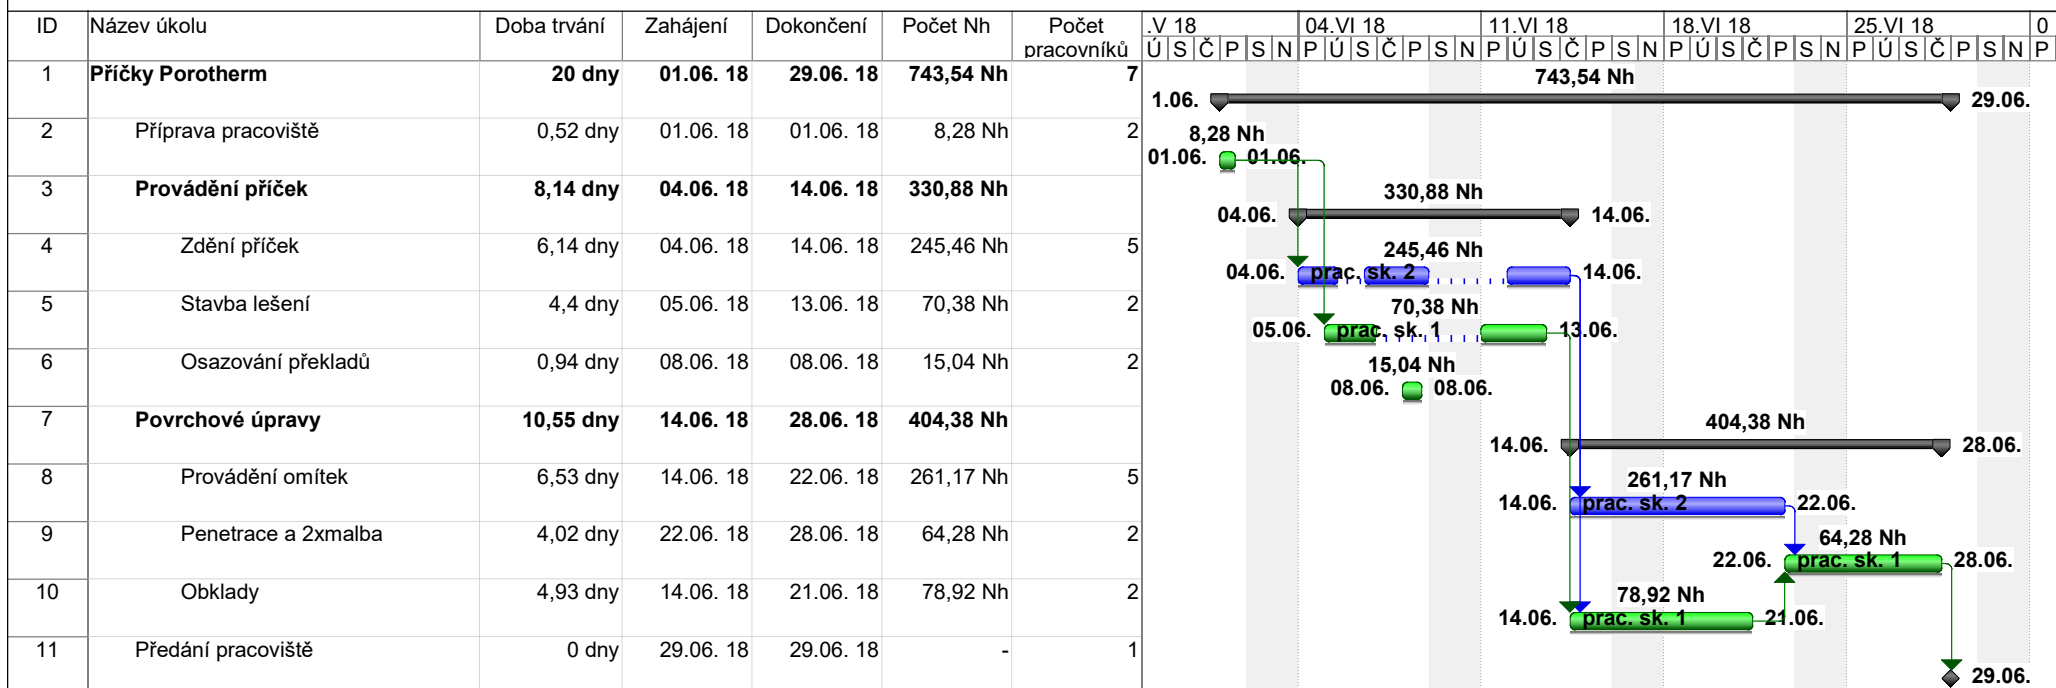 ID Název úkolu Doba trvání Zahájení Dokončení Počet Nh Počet pracovníků .V 18 04.VI 18 11.VI 18 18.VI 18 25.VI 18 0
Ú S Č P S N P Ú S Č P S N P Ú S Č P S N P Ú S Č P S N P Ú S Č P S N P
1 Příčky Porotherm 20 dny 01.06. 18 29.06. 18 743,54 Nh 7
743,54 Nh
1.06. 29.06.
2 Příprava pracoviště 0,52 dny 01.06. 18 01.06. 18 8,28 Nh 2
8,28 Nh
01.06. 01.06.
3 Provádění příček 8,14 dny 04.06. 18 14.06. 18 330,88 Nh
330,88 Nh
04.06. 14.06.
4 Zdění příček 6,14 dny 04.06. 18 14.06. 18 245,46 Nh 5
245,46 Nh
04.06. prac. sk. 2 14.06.
5 Stavba lešení 4,4 dny 05.06. 18 13.06. 18 70,38 Nh 2
70,38 Nh
05.06. prac. sk. 1 13.06.
6 Osazování překladů 0,94 dny 08.06. 18 08.06. 18 15,04 Nh 2
15,04 Nh
08.06. 08.06.
7 Povrchové úpravy 10,55 dny 14.06. 18 28.06. 18 404,38 Nh
404,38 Nh
14.06. 28.06.
8 Provádění omítek 6,53 dny 14.06. 18 22.06. 18 261,17 Nh 5
261,17 Nh
14.06. prac. sk. 2 22.06.
9 Penetrace a 2xmalba 4,02 dny 22.06. 18 28.06. 18 64,28 Nh 2
64,28 Nh
22.06. prac. sk. 1 28.06.
10 Obklady 4,93 dny 14.06. 18 21.06. 18 78,92 Nh 2
78,92 Nh
14.06. prac. sk. 1 21.06.
11 Předání pracoviště 0 dny 29.06. 18 29.06. 18 - 1
29.06.